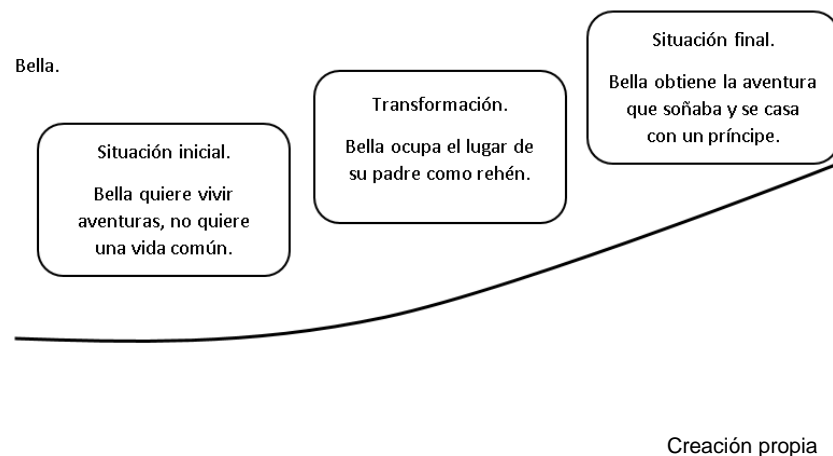 Bella.
Situación inicial.
Bella quiere vivir
aventuras, no quiere
una vida común.
Transformación.
Bella ocupa el lugar de
su padre como rehén.
Situación final.
Bella obtiene la aventura
que soñaba y se casa
con un príncipe.
Creación propia